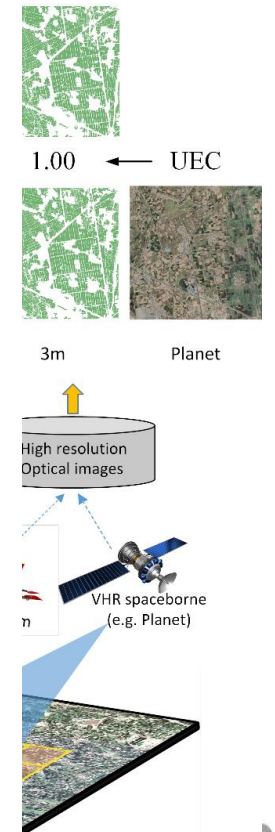 1.00 UEC
3m Planet
High resolution
Optical images
VHR spaceborne
(e.g. Planet)
m